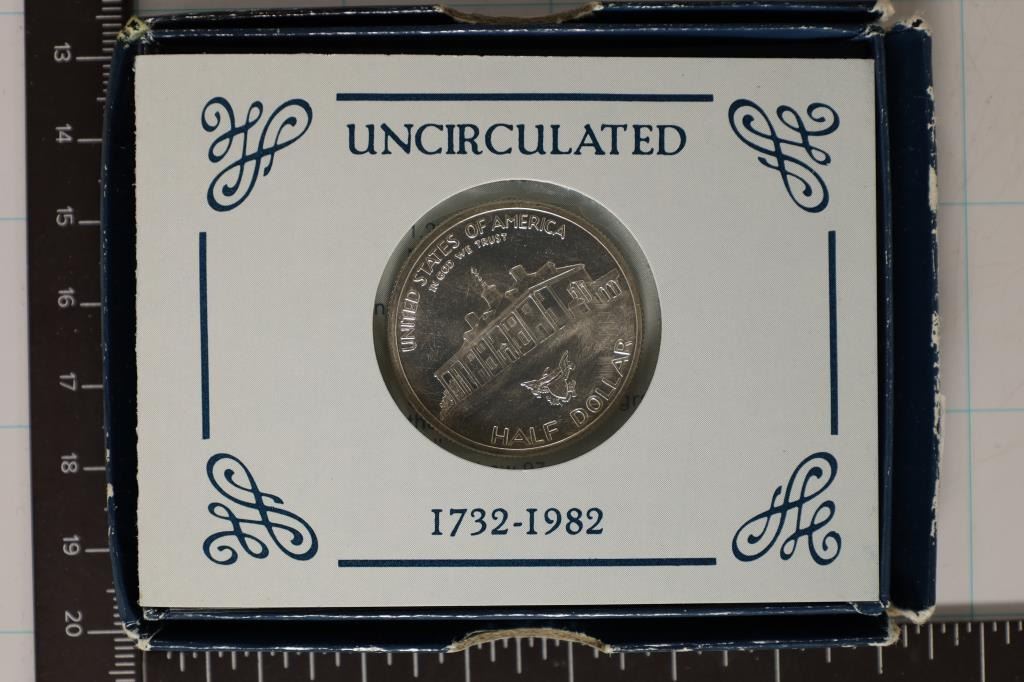 UNCIRCULATED
UNITED STATES OF AMERICA
IN GOD WE TRUST
HALF DOLLAR
1732-1982
13
14
15
16
17
18
19
20